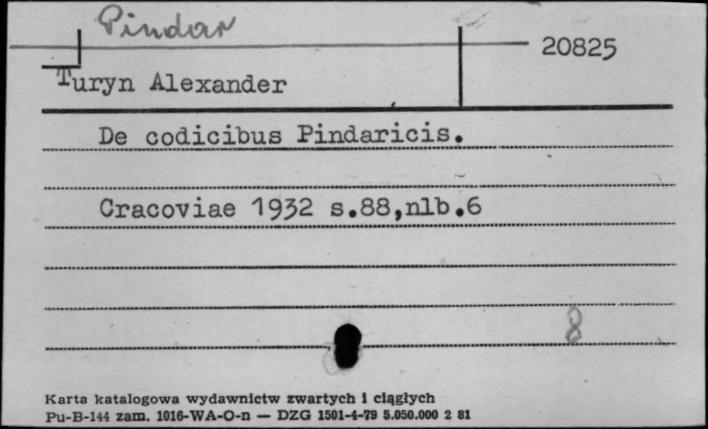 Pindar
20825
Turyn Alexander
De codicibus Pindaricis.
Cracoviae 1932 s.88,nlb.6
8
Karta katalogowa wydawnictw zwartych i ciągłych
Pu-B-144 zam. 1016-WA-O-n — DZG 1501-4-79 5.050.000 2 81